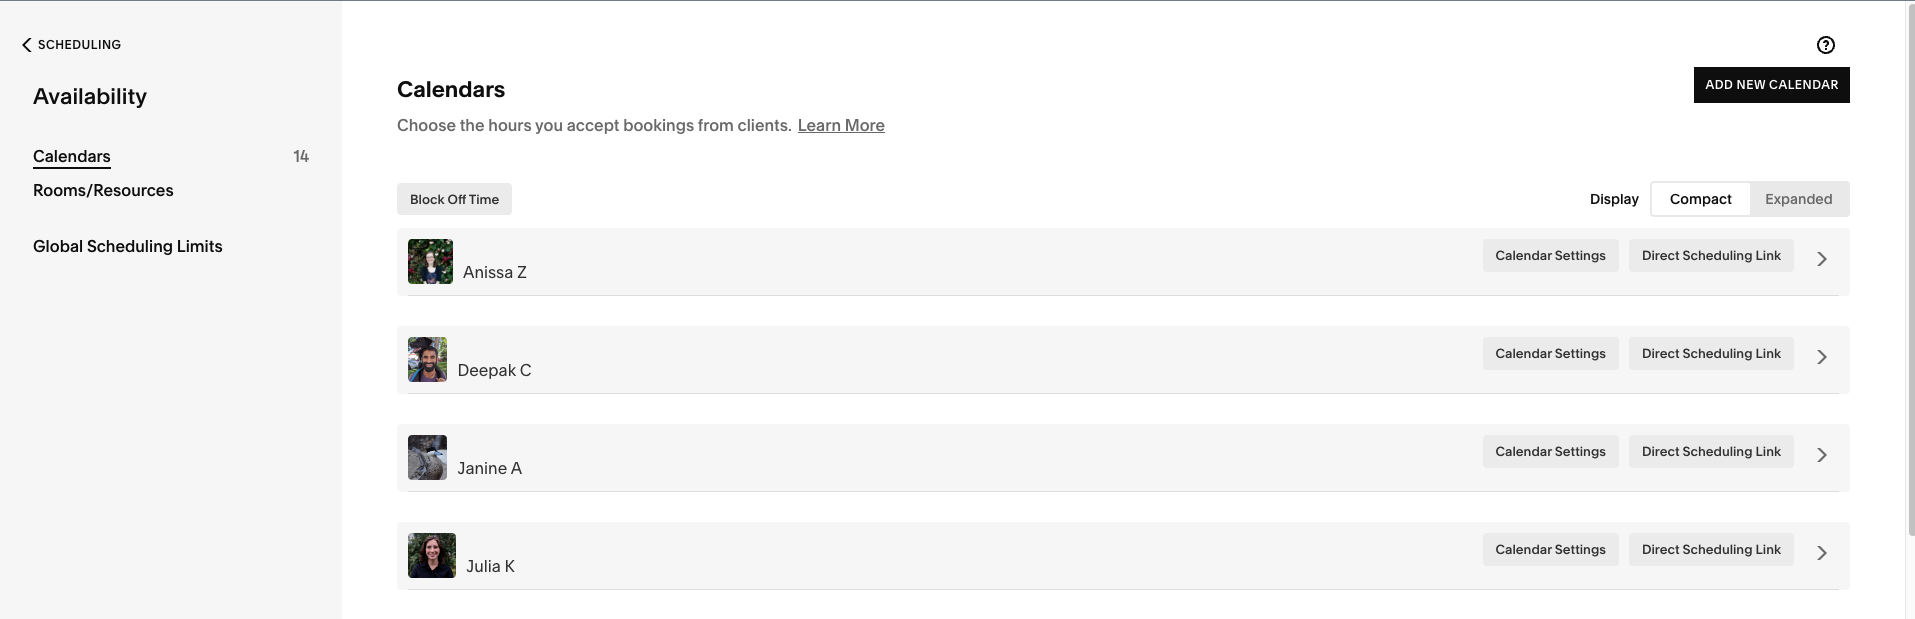 SCHEDULING
Availability
Calendars 14
Rooms/Resources
Global Scheduling Limits
Calendars
ADD NEW CALENDAR
Choose the hours you accept bookings from clients. Learn More
Block Off Time
Display Compact Expanded
Anissa Z Calendar Settings Direct Scheduling Link
Deepak C Calendar Settings Direct Scheduling Link
Janine A Calendar Settings Direct Scheduling Link
Julia K Calendar Settings Direct Scheduling Link